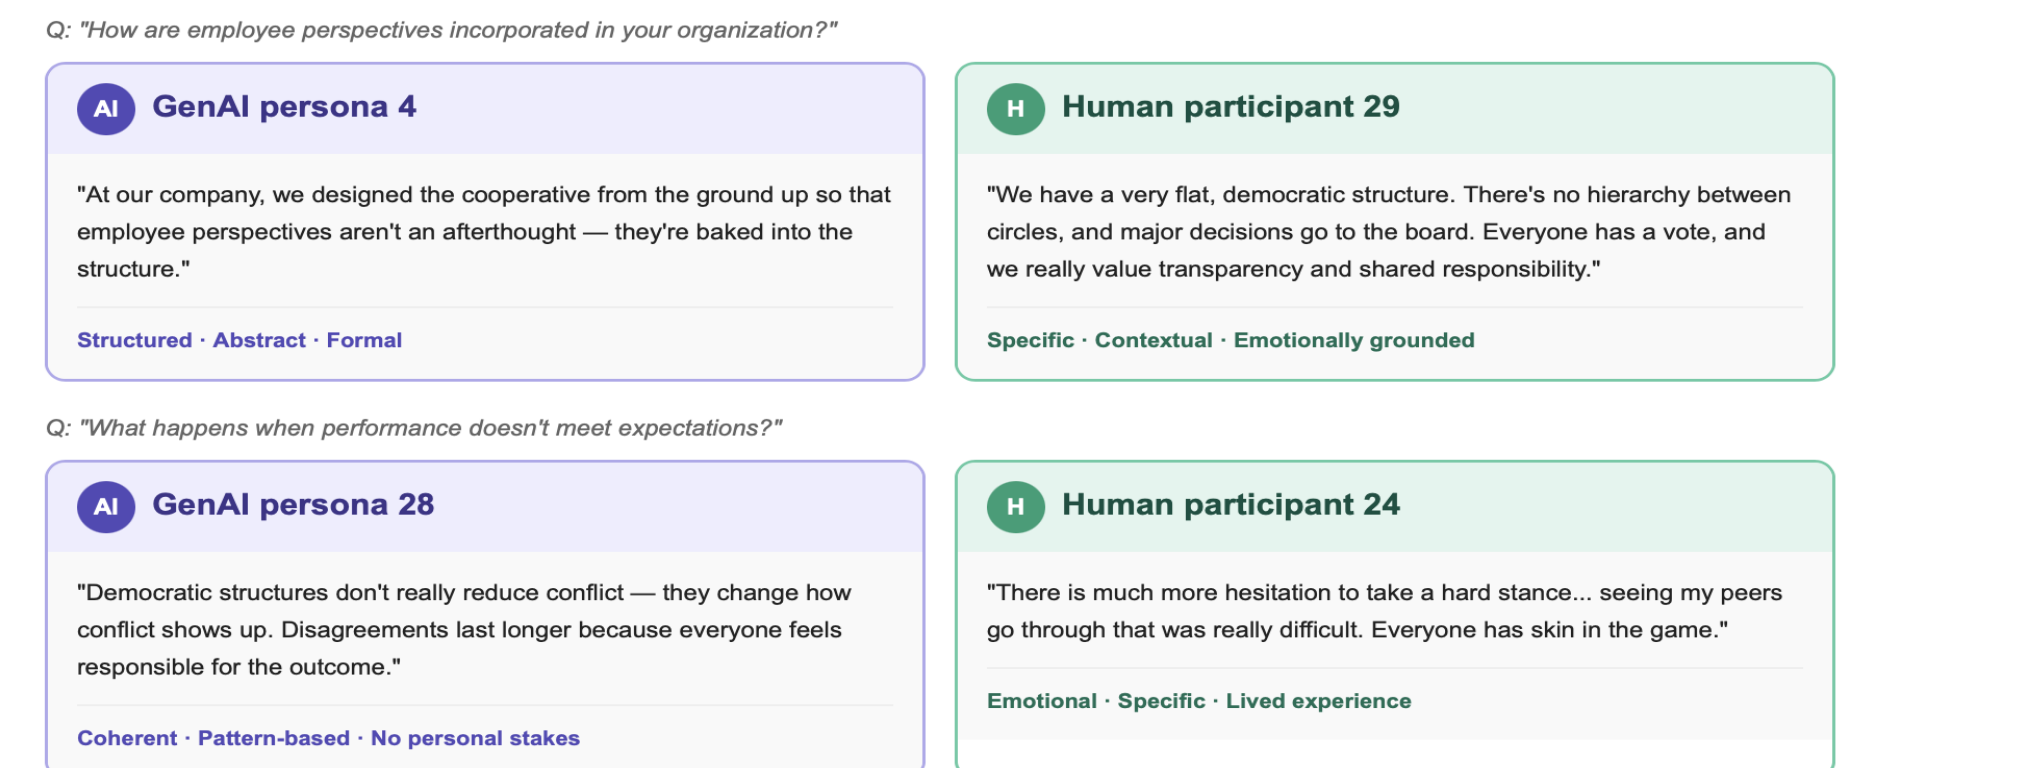 Q: "How are employee perspectives incorporated in your organization?"
AI GenAI persona 4
"At our company, we designed the cooperative from the ground up so that
employee perspectives aren't an afterthought — they're baked into the
structure."
Structured · Abstract · Formal
H Human participant 29
"We have a very flat, democratic structure. There's no hierarchy between
circles, and major decisions go to the board. Everyone has a vote, and
we really value transparency and shared responsibility."
Specific · Contextual · Emotionally grounded
Q: "What happens when performance doesn't meet expectations?"
AI GenAI persona 28
"Democratic structures don't really reduce conflict — they change how
conflict shows up. Disagreements last longer because everyone feels
responsible for the outcome."
Coherent · Pattern-based · No personal stakes
H Human participant 24
"There is much more hesitation to take a hard stance... seeing my peers
go through that was really difficult. Everyone has skin in the game."
Emotional · Specific · Lived experience